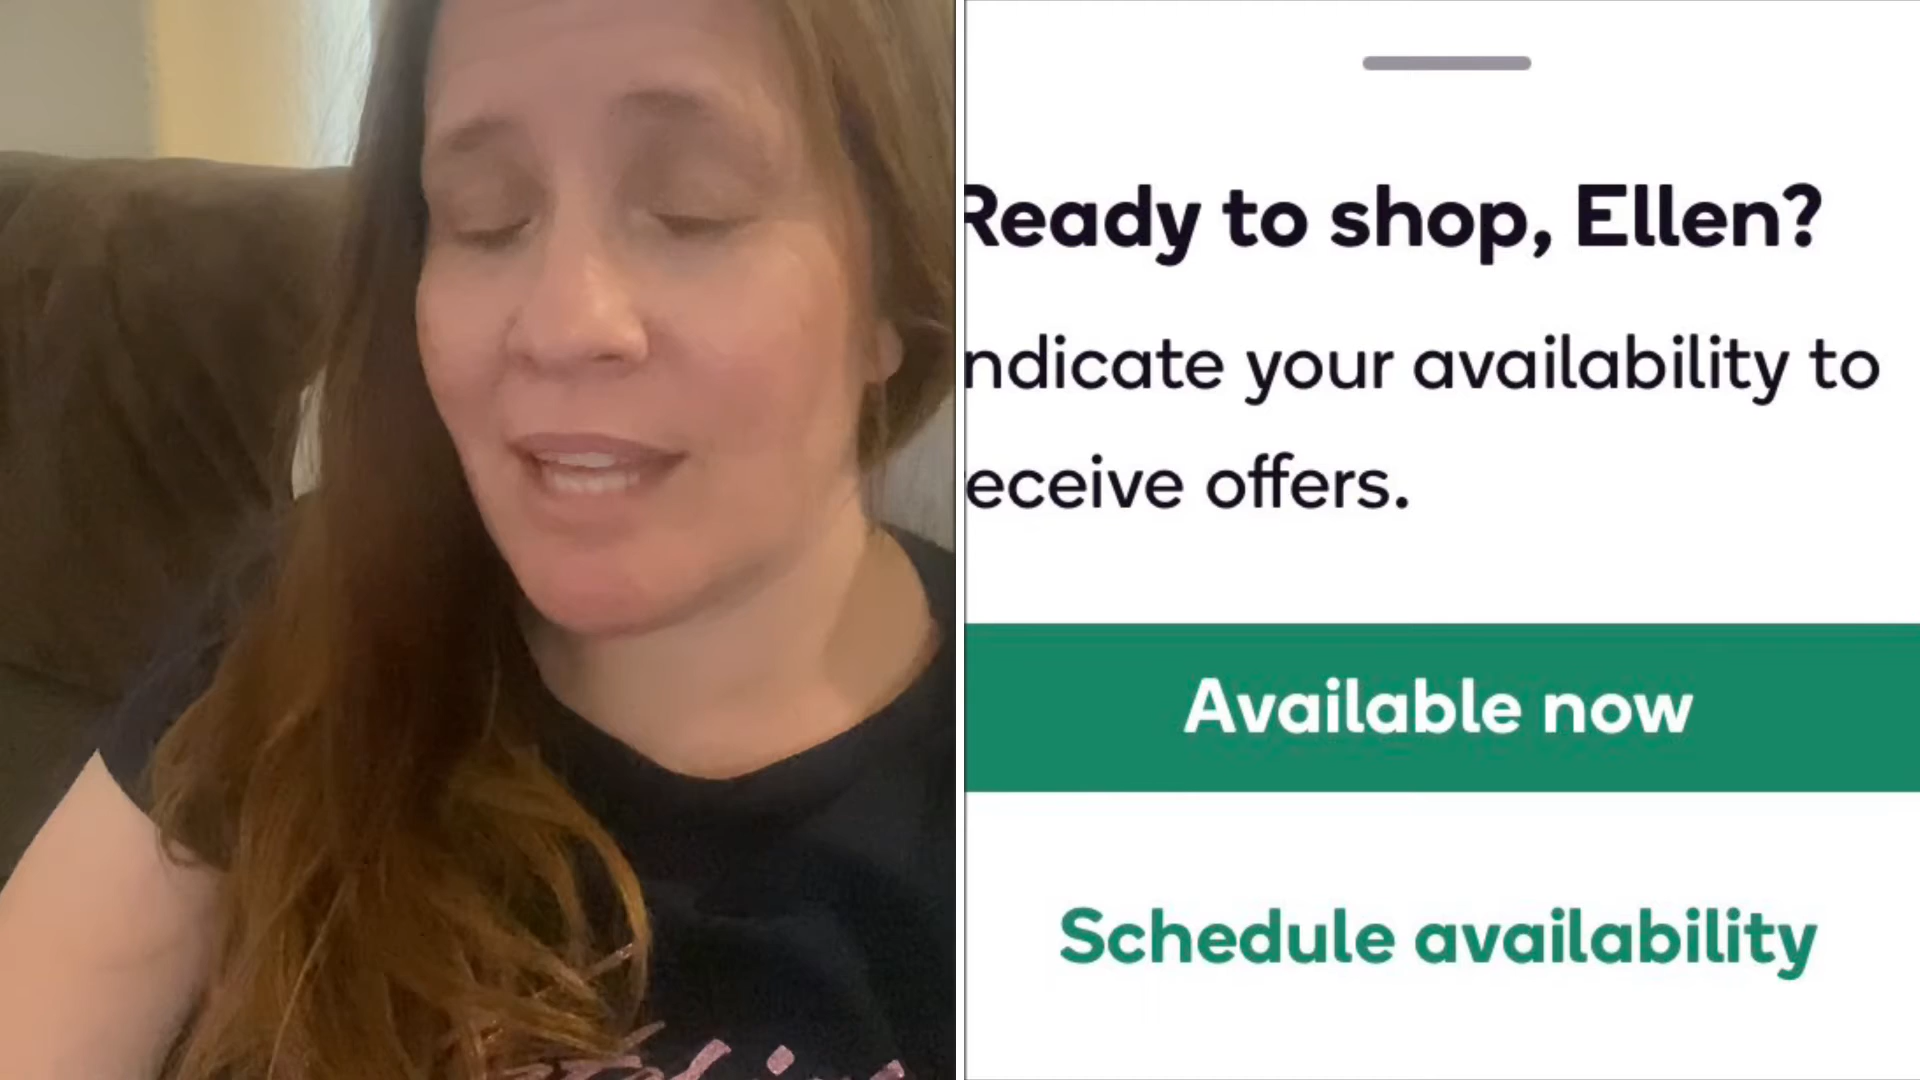 Ready to shop, Ellen?
ndicate your availability to
eceive offers.
Available now
Schedule availability